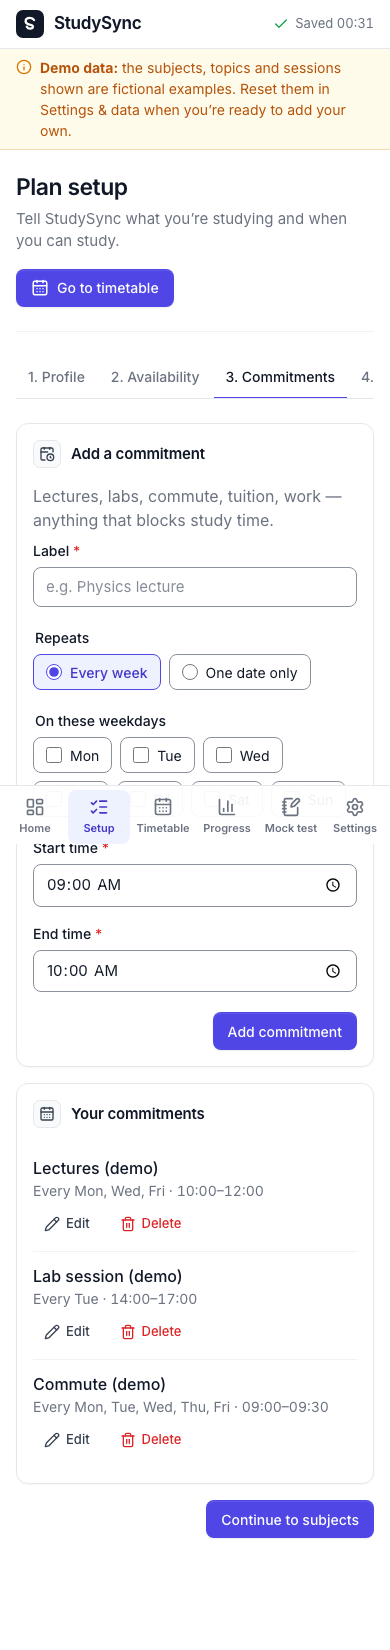 S StudySync
Saved 00:31
Demo data: the subjects, topics and sessions
shown are fictional examples. Reset them in
Settings & data when you’re ready to add your
own.
Plan setup
Tell StudySync what you’re studying and when
you can study.
Go to timetable
1. Profile
2. Availability
3. Commitments
4.
Add a commitment
Lectures, labs, commute, tuition, work —
anything that blocks study time.
Label *
e.g. Physics lecture
Repeats
Every week
One date only
On these weekdays
Mon
Tue
Wed
Sat
Sun
Home
Setup
Timetable
Progress
Mock test
Settings
Start time *
09:00 AM
End time *
10:00 AM
Add commitment
Your commitments
Lectures (demo)
Every Mon, Wed, Fri · 10:00–12:00
Edit
Delete
Lab session (demo)
Every Tue · 14:00–17:00
Edit
Delete
Commute (demo)
Every Mon, Tue, Wed, Thu, Fri · 09:00–09:30
Edit
Delete
Continue to subjects